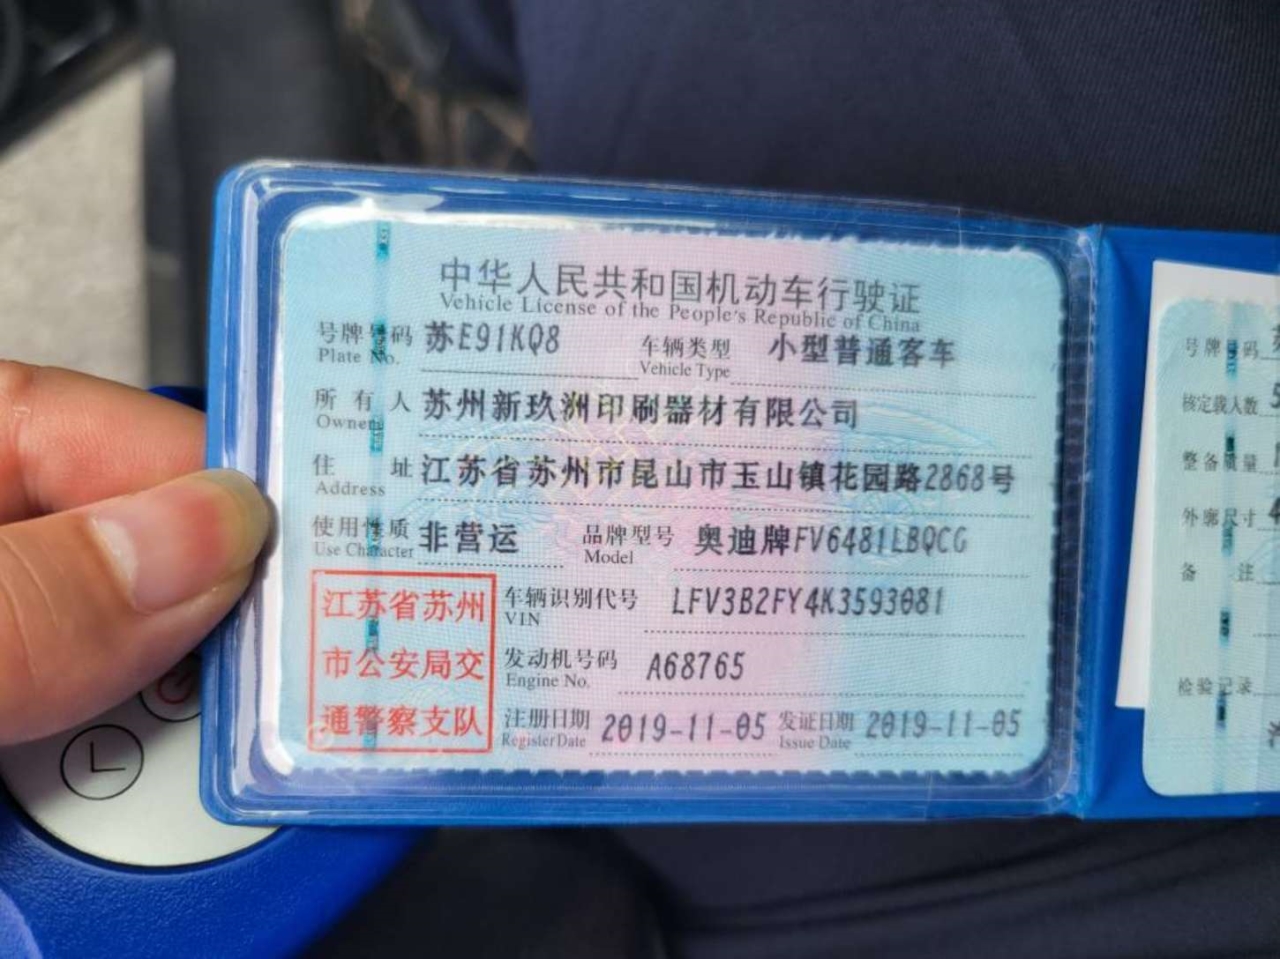 中华人民共和国机动车行驶证
Vehicle License of the People's Republic of China
号牌号码 苏E91KQ8 车辆类型 小型普通客车
Plate No. Vehicle Type
所有人 苏州新玖洲印刷器材有限公司
Owner
住址 江苏省苏州市昆山市玉山镇花园路2868号
Address
使用性质 非营运 品牌型号 奥迪牌FV6481LBQCG
Use Character Model
江苏省苏州
市公安局交
通警察支队
车辆识别代号 LFV3B2FY4K3593081
VIN
发动机号码 A68765
Engine No.
注册日期 2019-11-05 发证日期 2019-11-05
Register Date Issue Date
号牌号码
核定载人数 5
整备质量
外廓尺寸
备注
检验记录